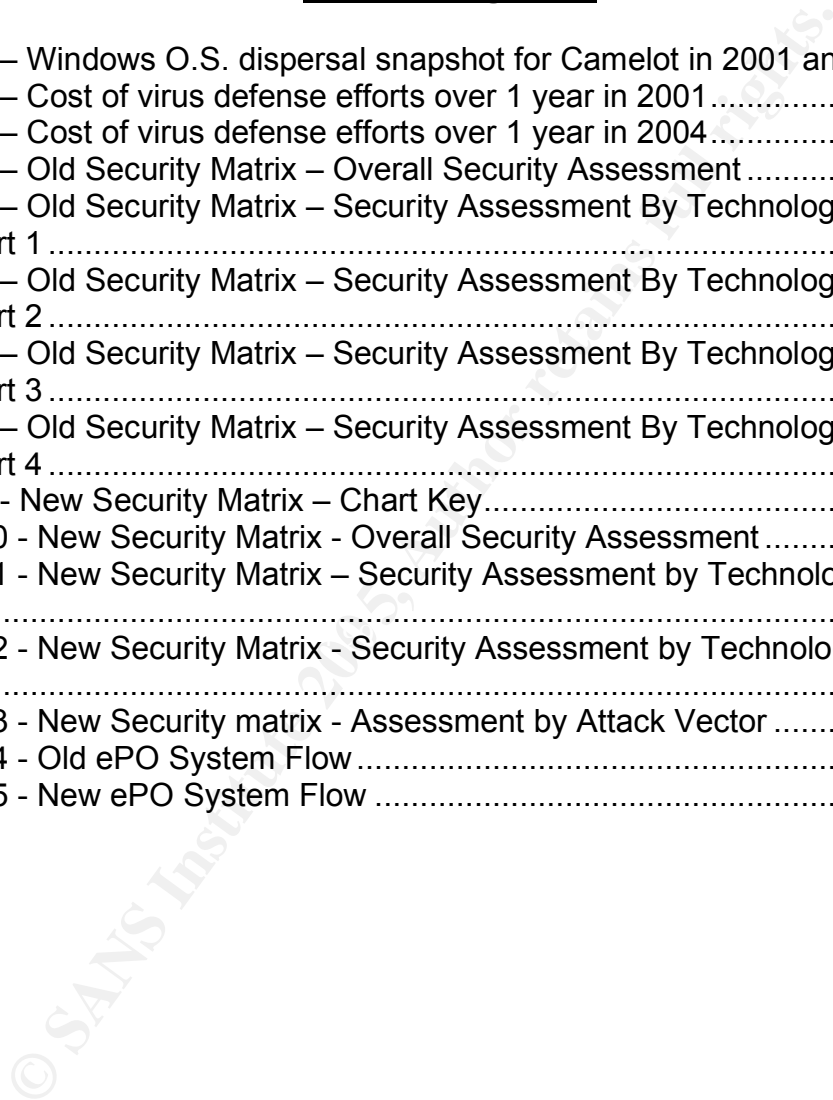 – Windows O.S. dispersal snapshot for Camelot in 2001 an
– Cost of virus defense efforts over 1 year in 2001..............
– Cost of virus defense efforts over 1 year in 2004..............
– Old Security Matrix – Overall Security Assessment..........
– Old Security Matrix – Security Assessment By Technolog
rt 1........................................................................................
– Old Security Matrix – Security Assessment By Technolog
rt 2........................................................................................
– Old Security Matrix – Security Assessment By Technolog
rt 3........................................................................................
– Old Security Matrix – Security Assessment By Technolog
rt 4........................................................................................
- New Security Matrix – Chart Key.......................................
0 - New Security Matrix - Overall Security Assessment........
1 - New Security Matrix – Security Assessment by Technolo
..............................................................................................
2 - New Security Matrix - Security Assessment by Technolo
..............................................................................................
3 - New Security matrix - Assessment by Attack Vector.......
4 - Old ePO System Flow.....................................................
5 - New ePO System Flow...................................................
© SANS Institute 2005, Author retains full rights.